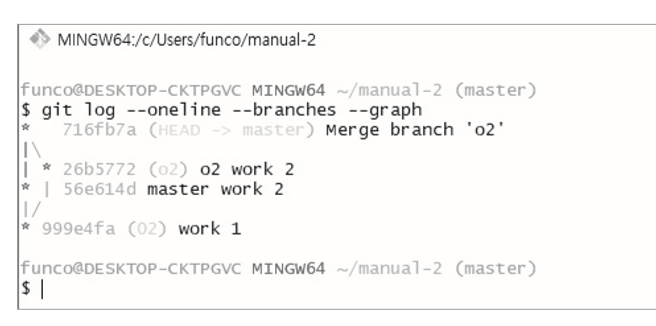 MINGW64:/c/Users/funco/manual-2
funco@DESKTOP-CKTPGVC MINGW64 ~/manual-2 (master)
$ git log --oneline --branches --graph
*   716fb7a (HEAD -> master) Merge branch 'o2'
|\
| * 26b5772 (o2) o2 work 2
* | 56e614d master work 2
|/
* 999e4fa (02) work 1
funco@DESKTOP-CKTPGVC MINGW64 ~/manual-2 (master)
$